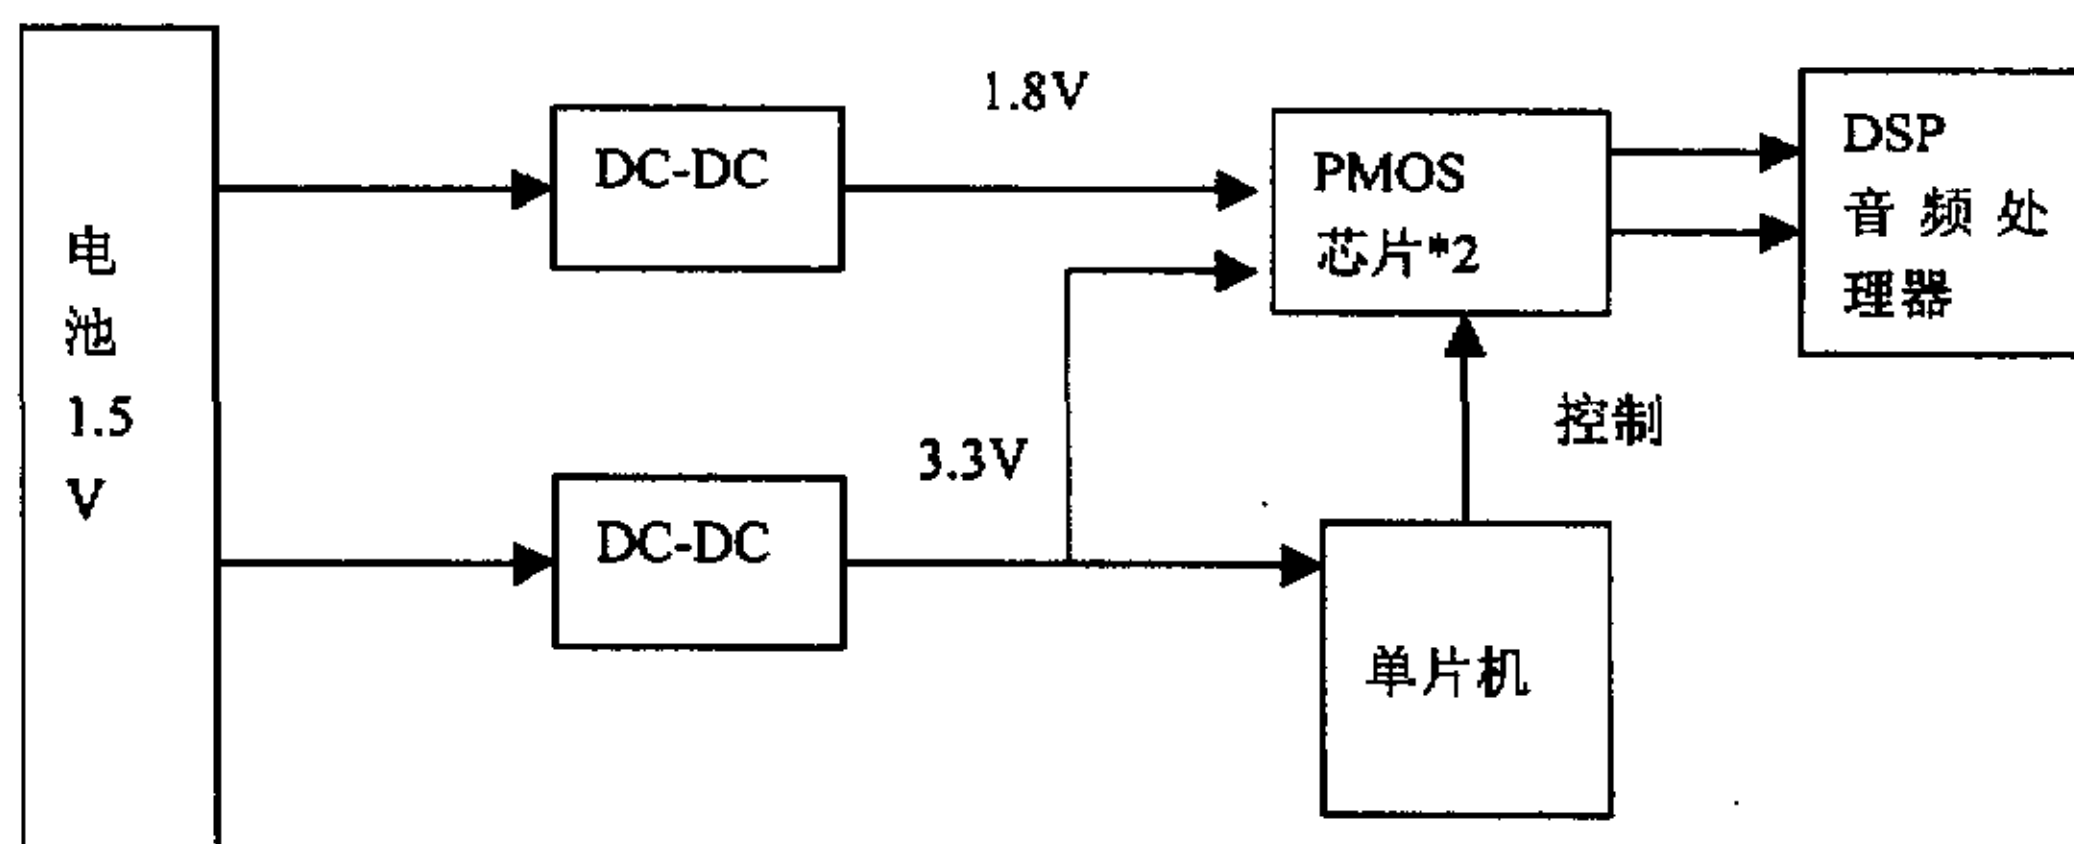 电
池
1.5
V
DC-DC
1.8V
PMOS
芯片*2
DSP
音频处
理器
控制
3.3V
DC-DC
单片机